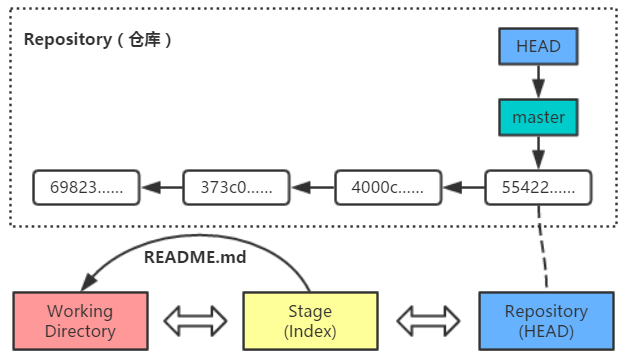 Repository（仓库）
HEAD
master
69823......
373c0......
4000c......
55422......
README.md
Working
Directory
Stage
(Index)
Repository
(HEAD)